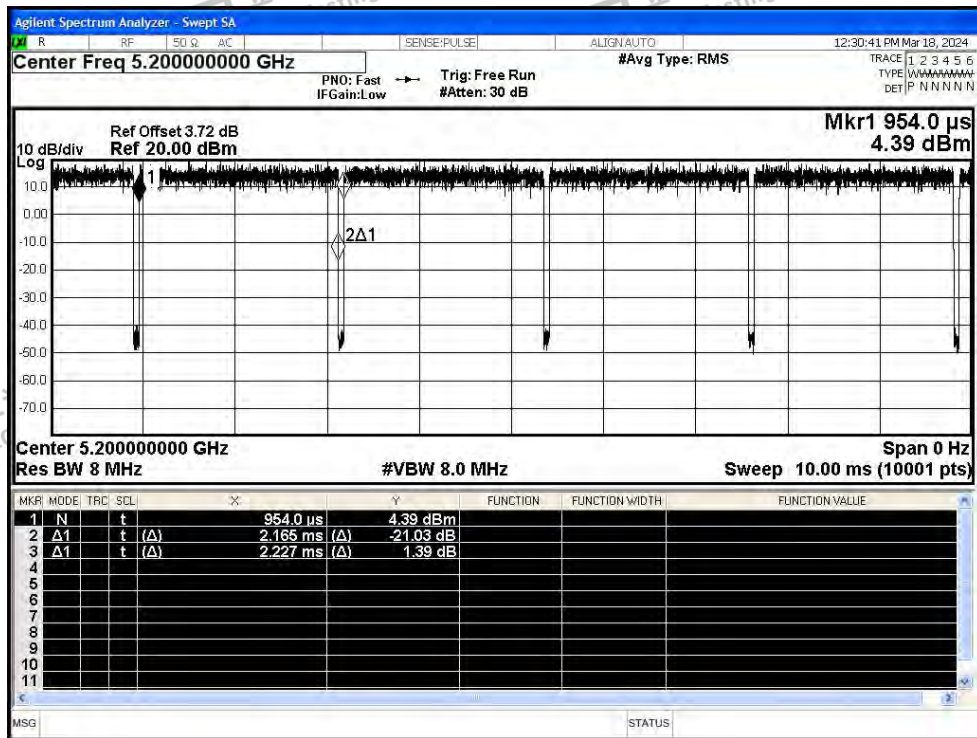 Agilent Spectrum Analyzer - Swept SA
LXI R RF 50 Ω AC SENSE:PULSE ALIGN AUTO 12:30:41 PM Mar 18, 2024
Center Freq 5.200000000 GHz #Avg Type: RMS TRACE 1 2 3 4 5 6
PNO: Fast Trig: Free Run TYPE WWWWWW
IFGain:Low #Atten: 30 dB DET P N N N N N
Mkr1 954.0 µs
4.39 dBm
Ref Offset 3.72 dB
10 dB/div Ref 20.00 dBm
Log
1
10.0
0.00
2Δ1
-10.0
-20.0
-30.0
-40.0
-50.0
-60.0
-70.0
Center 5.200000000 GHz Span 0 Hz
Res BW 8 MHz #VBW 8.0 MHz Sweep 10.00 ms (10001 pts)
MKR MODE TRC SCL X Y FUNCTION FUNCTION WIDTH FUNCTION VALUE
1 N t 954.0 µs 4.39 dBm
2 Δ1 t (Δ) 2.165 ms (Δ) -21.03 dB
3 Δ1 t (Δ) 2.227 ms (Δ) 1.39 dB
4
5
6
7
8
9
10
11
MSG STATUS